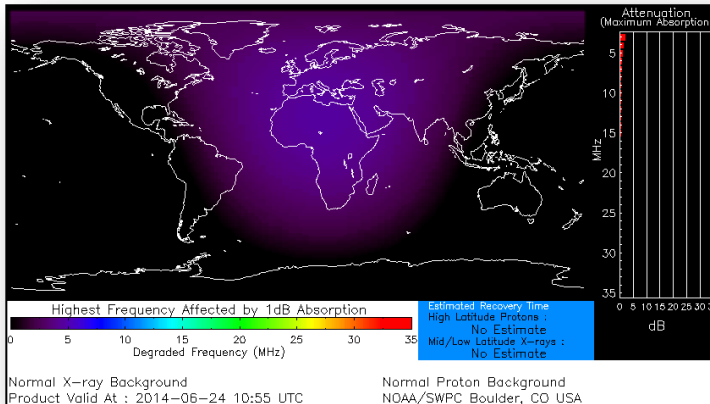 Attenuation
(Maximum Absorption
5
10
15
20
25
30
35
MHz
0 5 10 15 20 25 30 3
dB
Highest Frequency Affected by 1dB Absorption
0 5 10 15 20 25 30 35
Degraded Frequency (MHz)
Estimated Recovery Time
High Latitude Protons :
No Estimate
Mid/Low Latitude X-rays :
No Estimate
Normal X-ray Background
Product Valid At : 2014-06-24 10:55 UTC
Normal Proton Background
NOAA/SWPC Boulder, CO USA